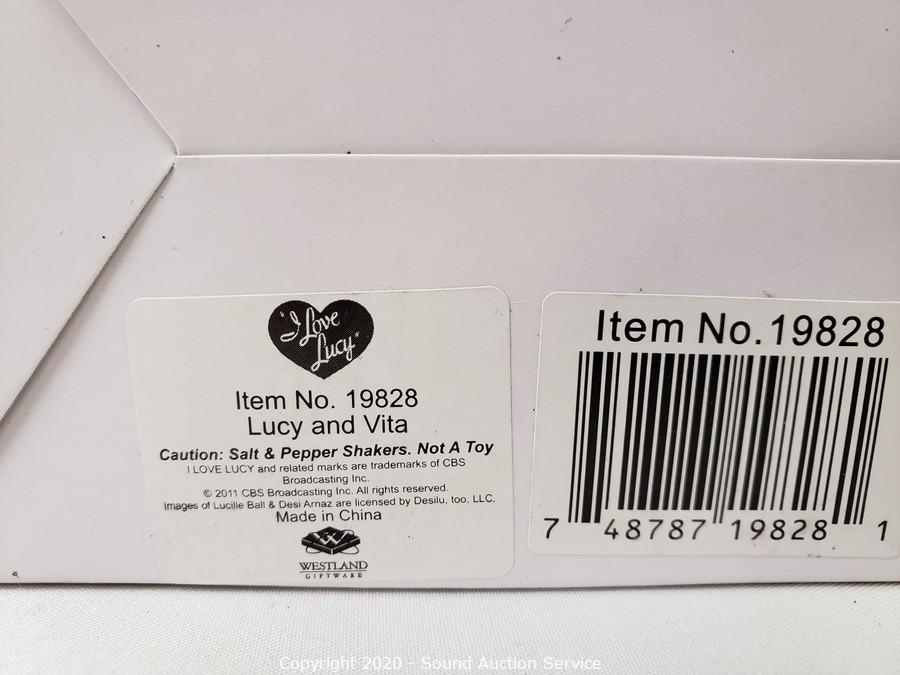 "I Love Lucy"
Item No. 19828
Lucy and Vita
Caution: Salt & Pepper Shakers. Not A Toy
I LOVE LUCY and related marks are trademarks of CBS
Broadcasting Inc.
© 2011 CBS Broadcasting Inc. All rights reserved.
Images of Lucille Ball & Desi Arnaz are licensed by Desilu, too, LLC.
Made in China
WESTLAND
GIFTWARE
Item No.19828
7 48787 19828 1
Copyright 2020 - Sound Auction Service